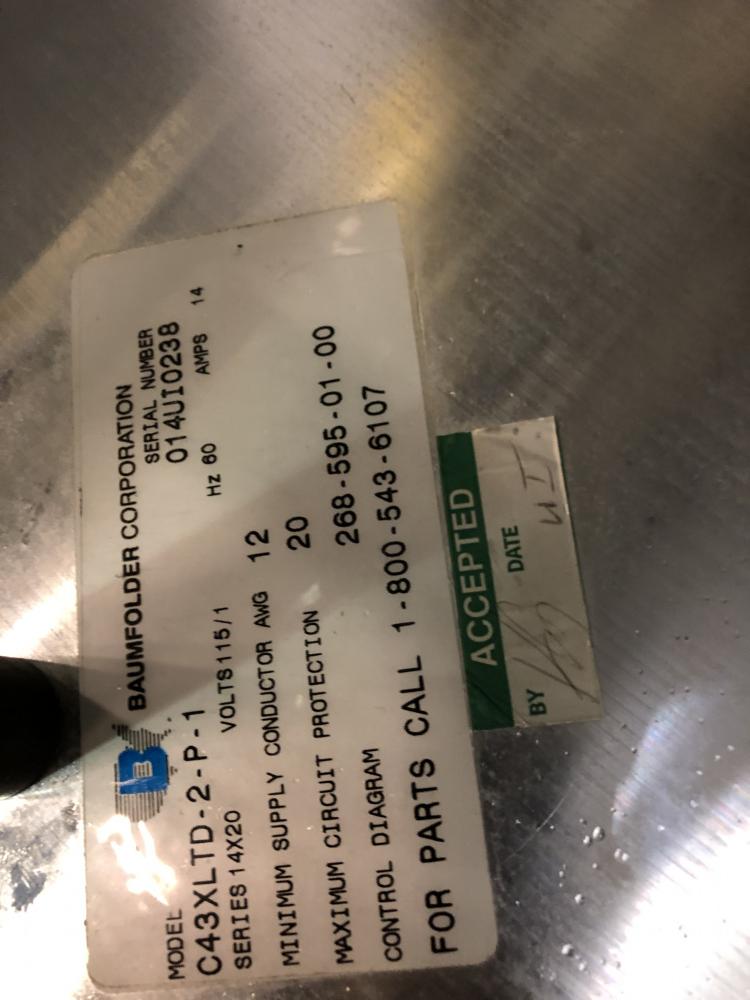 B BAUMFOLDER CORPORATION
MODEL SERIAL NUMBER
C43XLTD-2-P-1 014UI0238
SERIES 14X20 VOLTS 115/1 Hz 60 AMPS 14
MINIMUM SUPPLY CONDUCTOR AWG 12
MAXIMUM CIRCUIT PROTECTION 20
CONTROL DIAGRAM 268-595-01-00
FOR PARTS CALL 1-800-543-6107
ACCEPTED
BY DATE UI